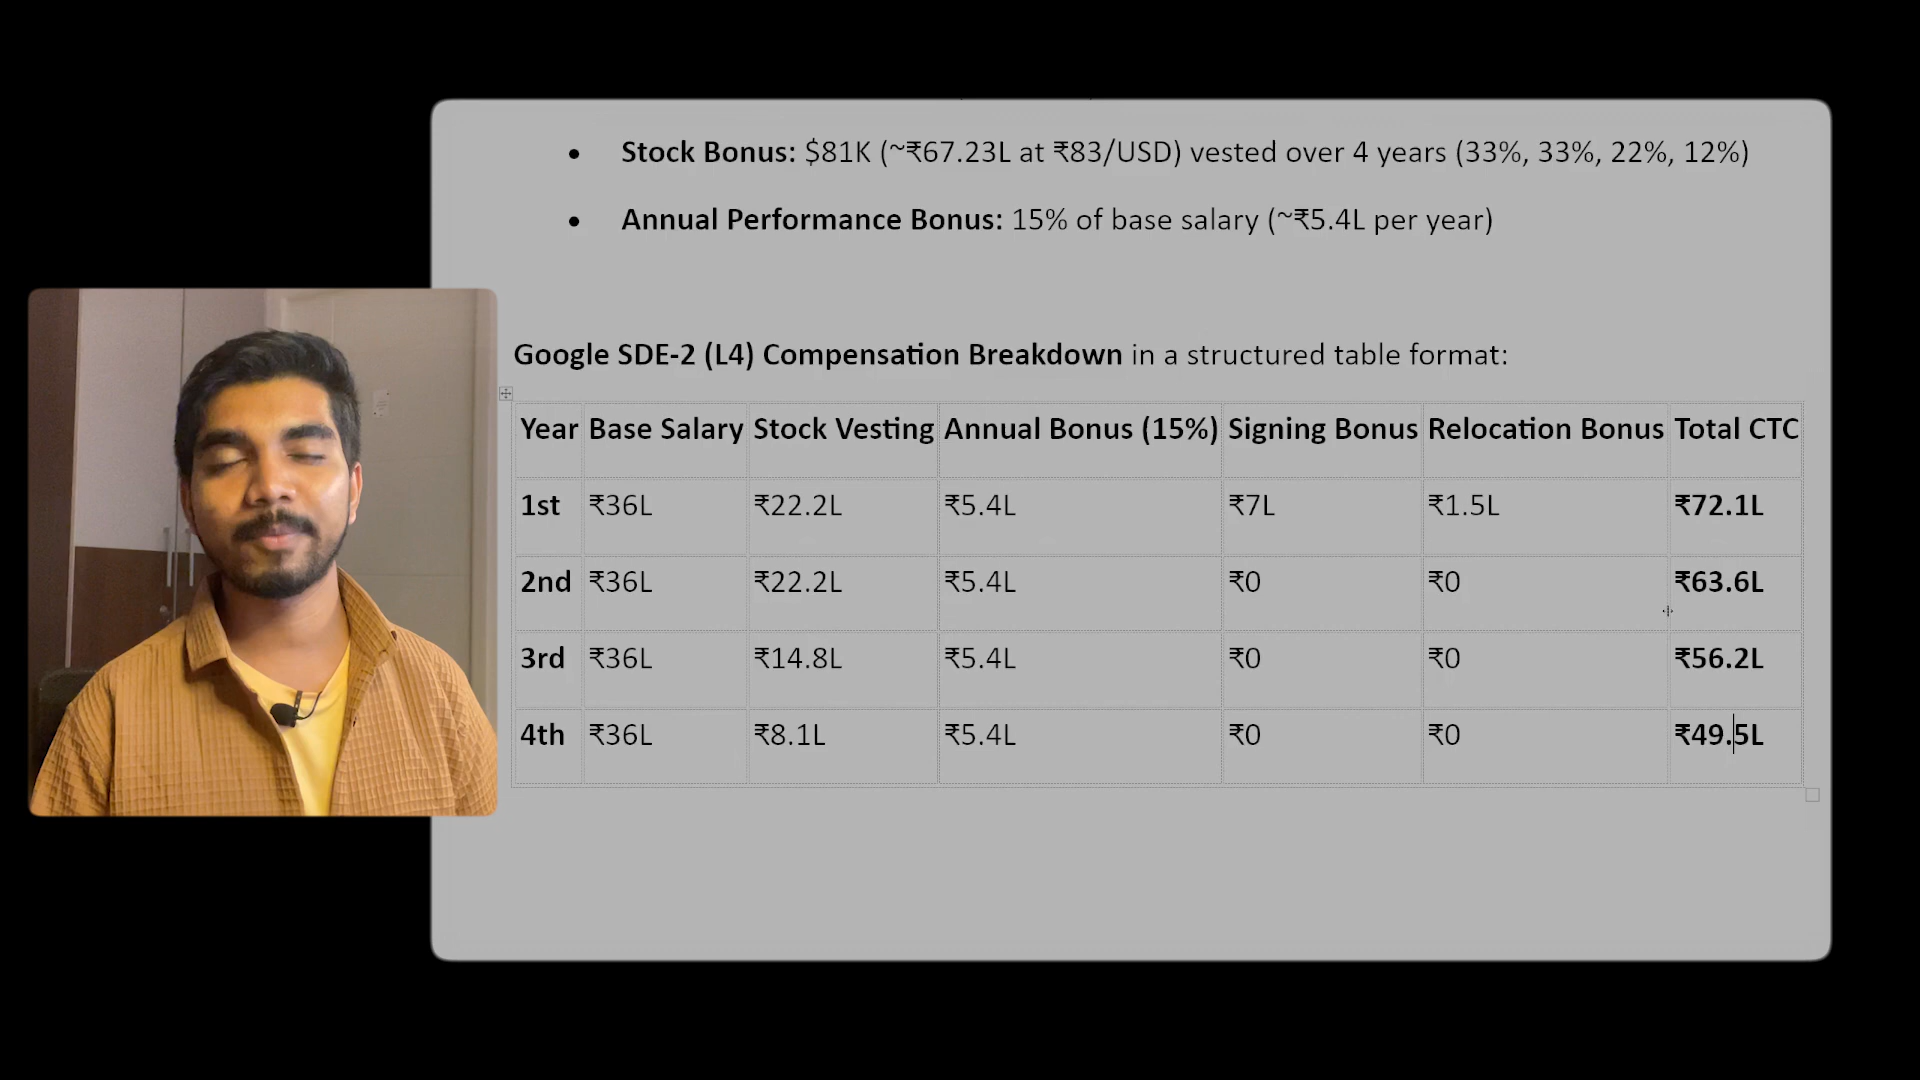 • Stock Bonus: $81K (~₹67.23L at ₹83/USD) vested over 4 years (33%, 33%, 22%, 12%)
• Annual Performance Bonus: 15% of base salary (~₹5.4L per year)
Google SDE-2 (L4) Compensation Breakdown in a structured table format:
Year Base Salary Stock Vesting Annual Bonus (15%) Signing Bonus Relocation Bonus Total CTC
1st ₹36L ₹22.2L ₹5.4L ₹7L ₹1.5L ₹72.1L
2nd ₹36L ₹22.2L ₹5.4L ₹0 ₹0 ₹63.6L
3rd ₹36L ₹14.8L ₹5.4L ₹0 ₹0 ₹56.2L
4th ₹36L ₹8.1L ₹5.4L ₹0 ₹0 ₹49.5L